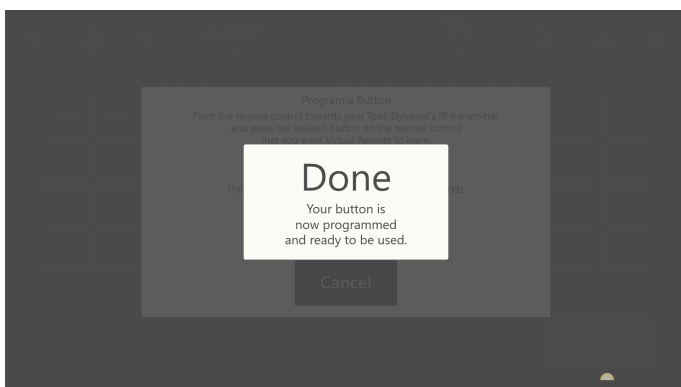 Program a Button
Point the remote control towards your Tobii Dynavox's IR transmitter
and press the desired button on the remote control
that you want Virtual Remote to learn.
The
nds.
Done
Your button is
now programmed
and ready to be used.
Cancel